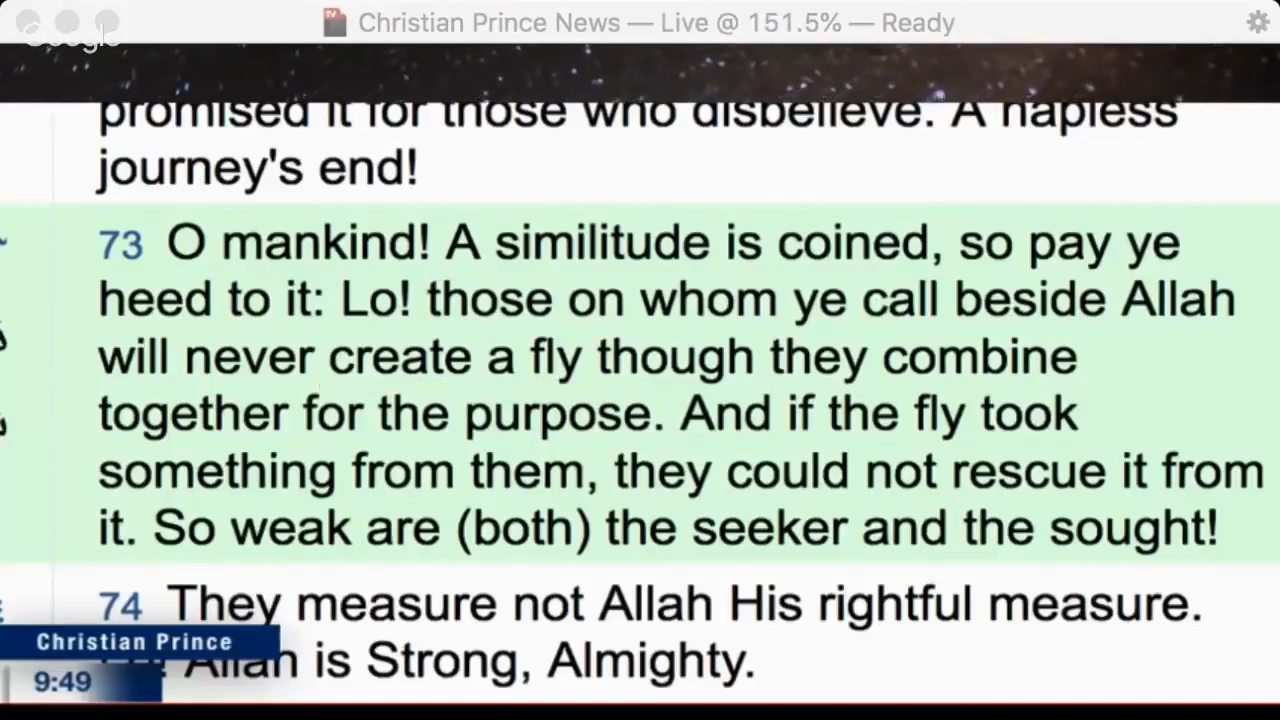 Christian Prince News — Live @ 151.5% — Ready
Google
promised it for those who disbelieve. A hapless
journey's end!
73 O mankind! A similitude is coined, so pay ye
heed to it: Lo! those on whom ye call beside Allah
will never create a fly though they combine
together for the purpose. And if the fly took
something from them, they could not rescue it from
it. So weak are (both) the seeker and the sought!
74 They measure not Allah His rightful measure.
Lo! Allah is Strong, Almighty.
Christian Prince
9:49